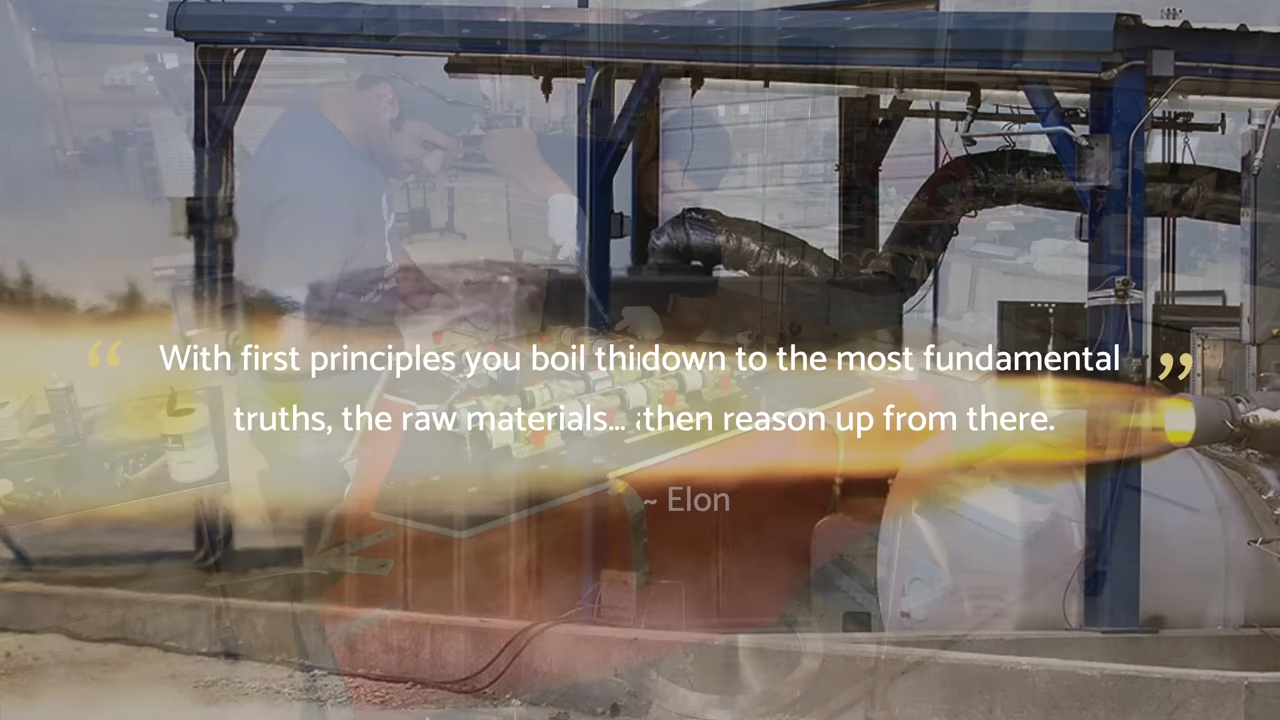 “ With first principles you boil thidown to the most fundamental ”
truths, the raw materials... then reason up from there.
~ Elon